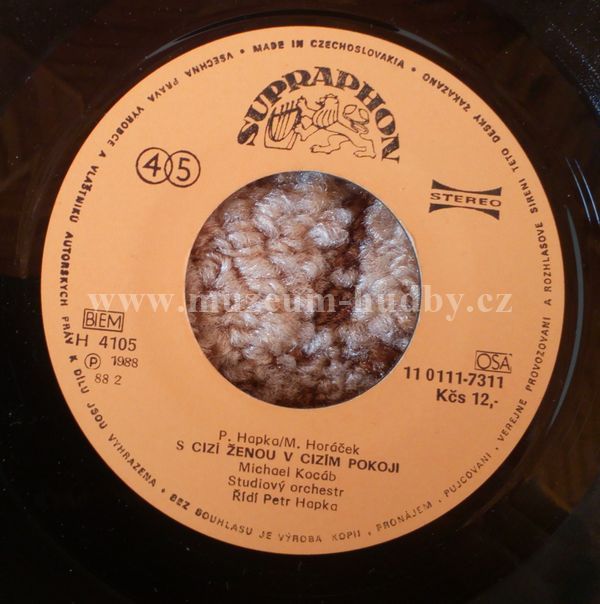 VŠECHNA PRÁVA VÝROBCE A VLASTNÍKU AUTORSKÝCH PRÁV K DÍLU JSOU VYHRAZENA • BEZ SOUHLASU JE VÝROBA KOPIÍ, PRONÁJEM, PŮJČOVÁNÍ, VEREJNÉ PROVOZOVÁNÍ A ROZHLASOVÉ ŠÍŘENÍ TÉTO DESKY ZAKÁZÁNO • MADE IN CZECHOSLOVAKIA •
SUPRAPHON
45
STEREO
www.muzeum-hudby.cz
BIEM
H 4105
Ⓟ 1988
88 2
OSA
11 0111-7311
Kčs 12,-
P. Hapka/M. Horáček
S CIZÍ ŽENOU V CIZÍM POKOJI
Michael Kocáb
Studiový orchestr
Řídí Petr Hapka